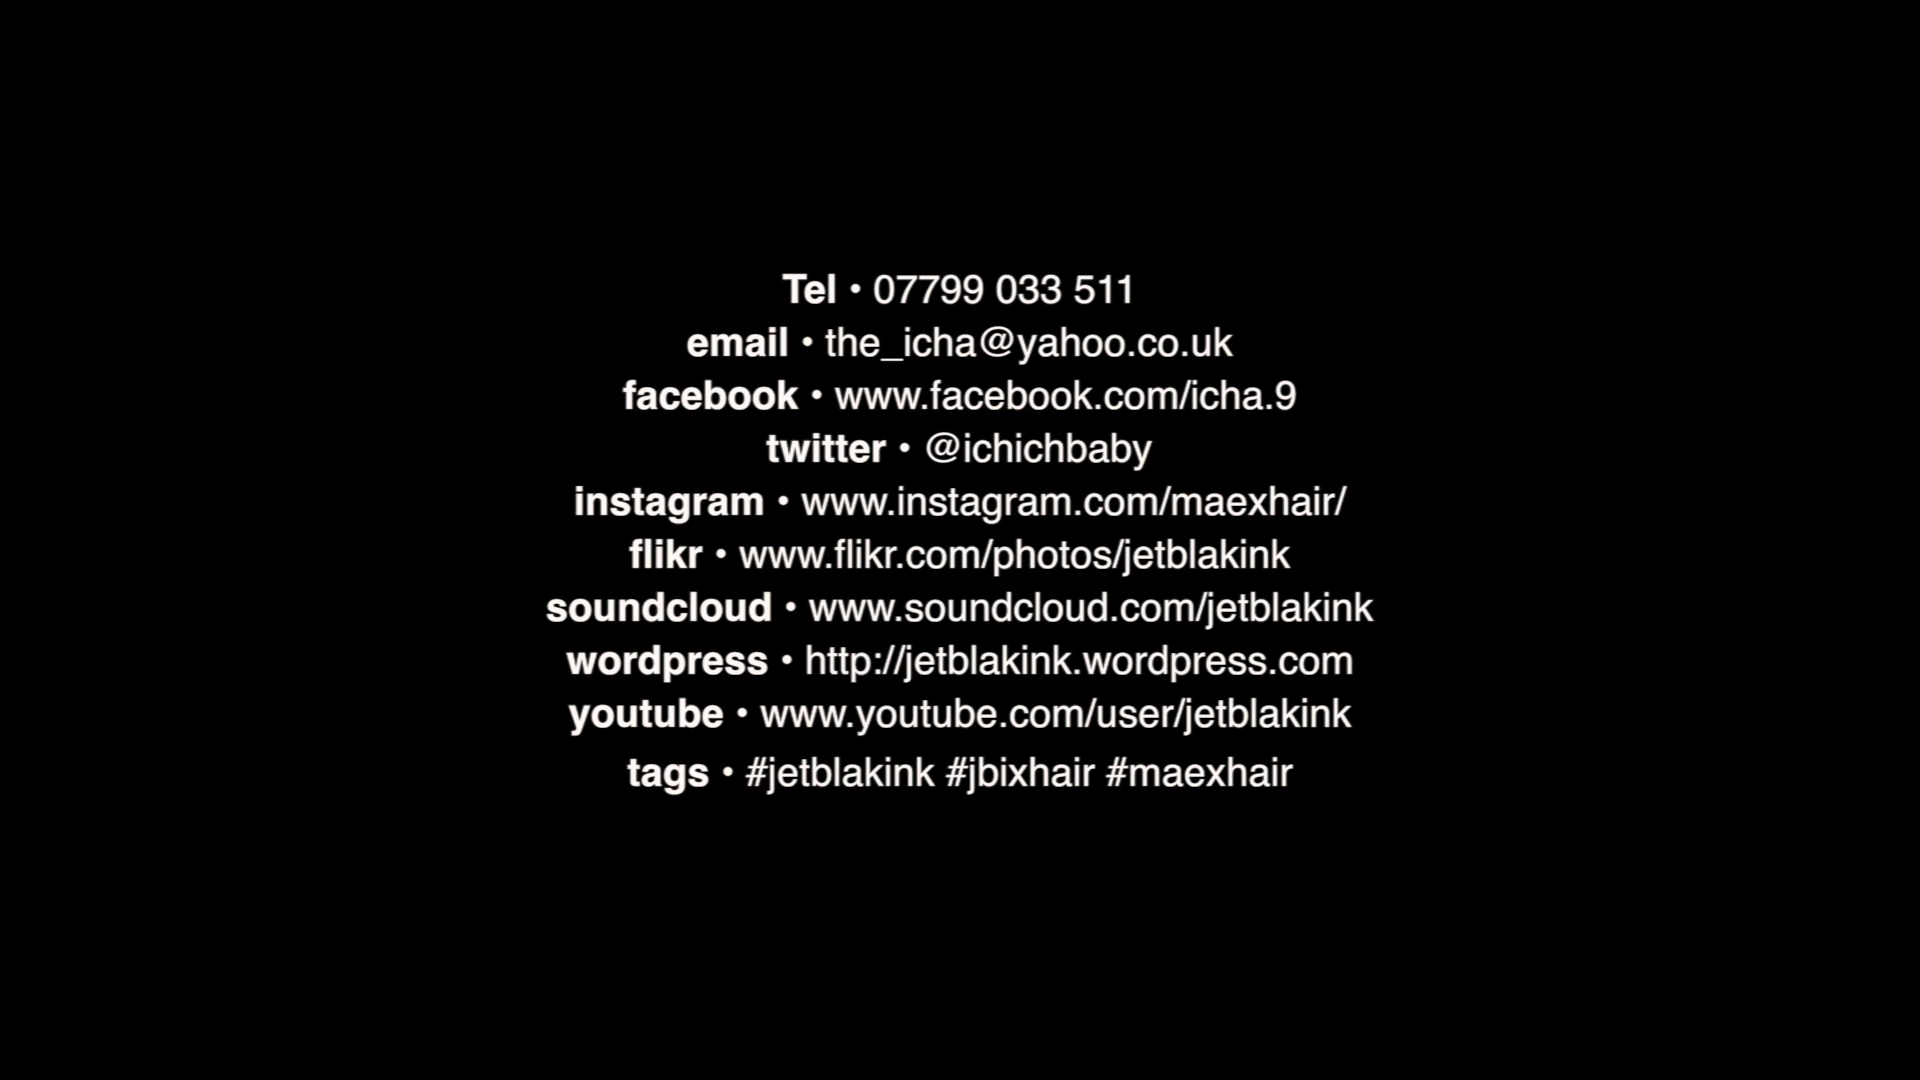 Tel • 07799 033 511
email • the_icha@yahoo.co.uk
facebook • www.facebook.com/icha.9
twitter • @ichichbaby
instagram • www.instagram.com/maexhair/
flikr • www.flikr.com/photos/jetblakink
soundcloud • www.soundcloud.com/jetblakink
wordpress • http://jetblakink.wordpress.com
youtube • www.youtube.com/user/jetblakink
tags • #jetblakink #jbixhair #maexhair